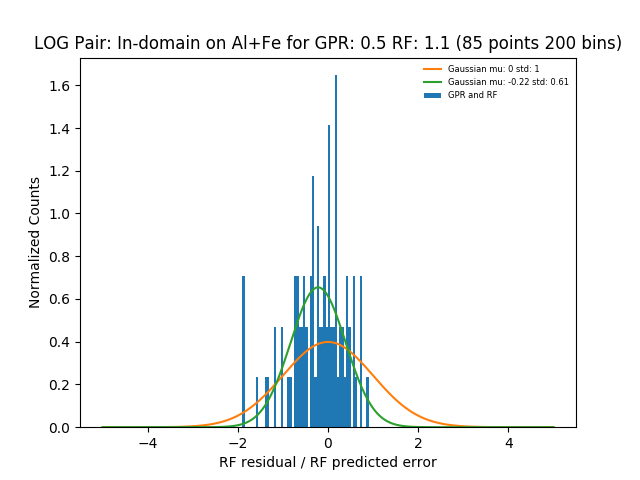 LOG Pair: In-domain on Al+Fe for GPR: 0.5 RF: 1.1 (85 points 200 bins)
Gaussian mu: 0 std: 1
Gaussian mu: -0.22 std: 0.61
GPR and RF
Normalized Counts
1.6
1.4
1.2
1.0
0.8
0.6
0.4
0.2
0.0
−4 −2 0 2 4
RF residual / RF predicted error